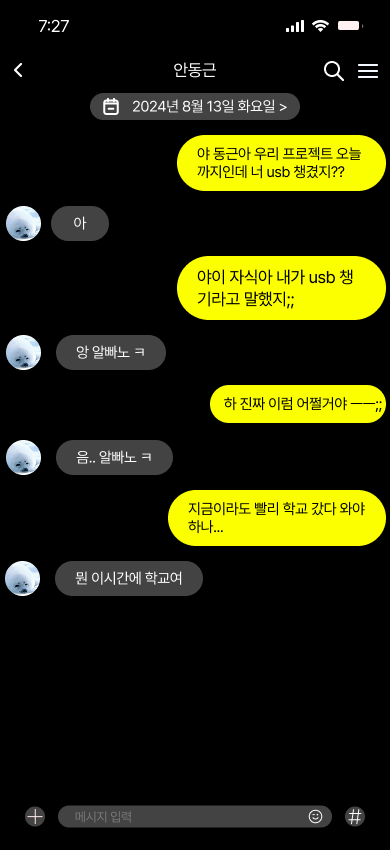 7:27
안동근
2024년 8월 13일 화요일 >
야 동근아 우리 프로젝트 오늘
까지인데 너 usb 챙겼지??
아
야이 자식아 내가 usb 챙
기라고 말했지;;
앙 알빠노 ㅋ
하 진짜 이럼 어쩔거야 ㅡㅡ;;
음.. 알빠노 ㅋ
지금이라도 빨리 학교 갔다 와야
하나...
뭔 이시간에 학교여
메시지 입력
#